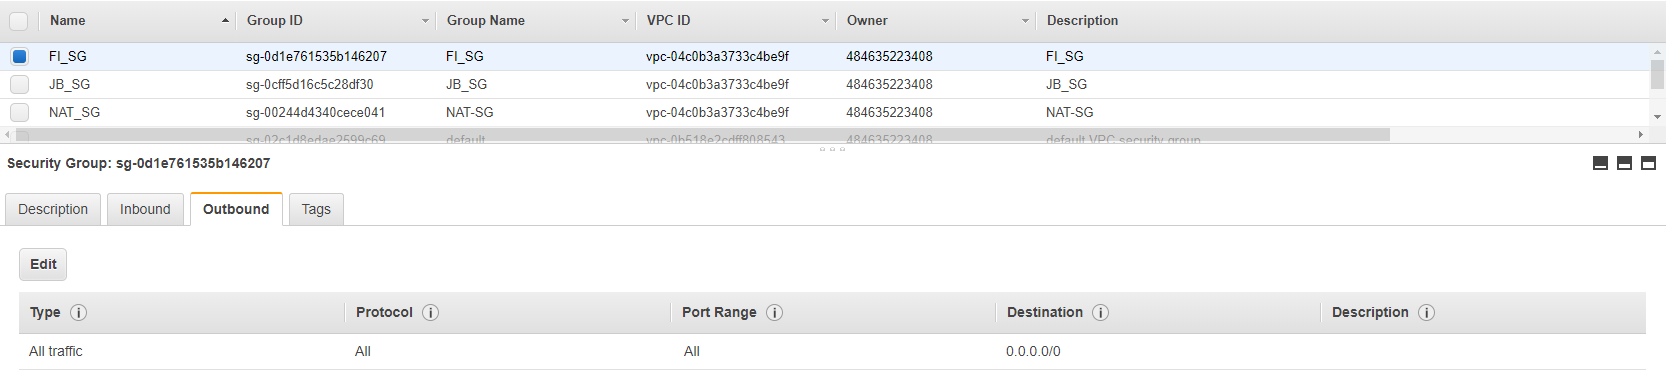 Name Group ID Group Name VPC ID Owner Description
FI_SG sg-0d1e761535b146207 FI_SG vpc-04c0b3a3733c4be9f 484635223408 FI_SG
JB_SG sg-0cff5d16c5c28df30 JB_SG vpc-04c0b3a3733c4be9f 484635223408 JB_SG
NAT_SG sg-00244d4340cece041 NAT-SG vpc-04c0b3a3733c4be9f 484635223408 NAT-SG
sg-02c1d8edae2599c69 default vpc-0b518e2cdff808543 484635223408 default VPC security group
Security Group: sg-0d1e761535b146207
Description Inbound Outbound Tags
Edit
Type Protocol Port Range Destination Description
All traffic All All 0.0.0.0/0